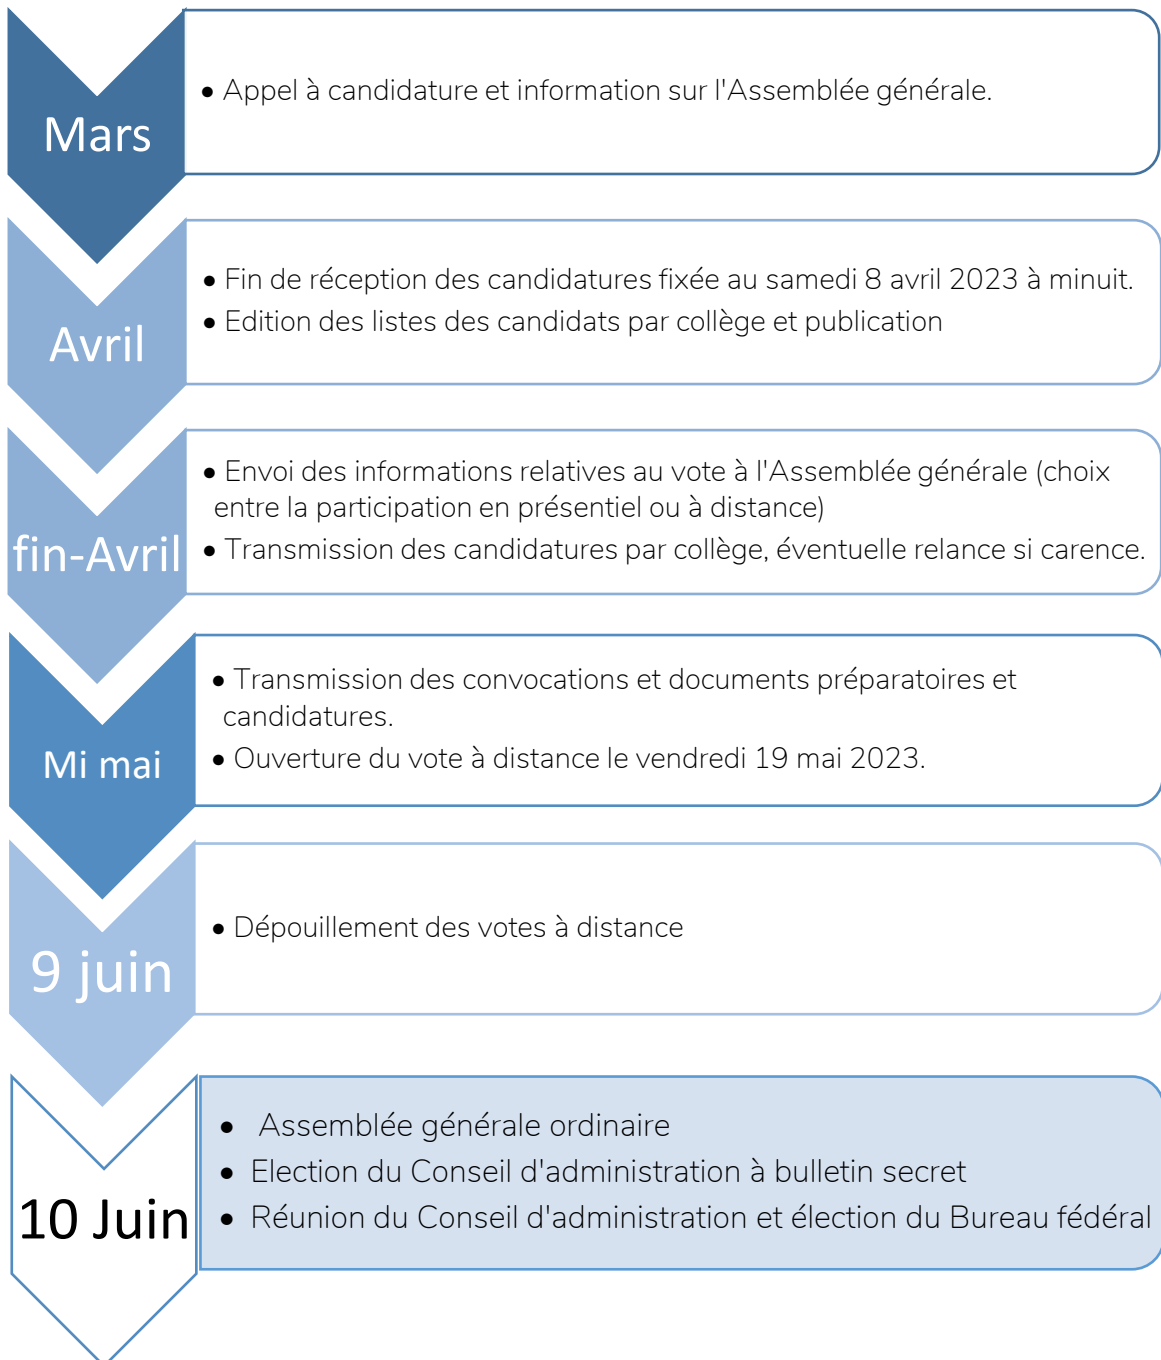 Mars
• Appel à candidature et information sur l'Assemblée générale.
Avril
• Fin de réception des candidatures fixée au samedi 8 avril 2023 à minuit.
• Edition des listes des candidats par collège et publication
fin-Avril
• Envoi des informations relatives au vote à l'Assemblée générale (choix
entre la participation en présentiel ou à distance)
• Transmission des candidatures par collège, éventuelle relance si carence.
Mi mai
• Transmission des convocations et documents préparatoires et
candidatures.
• Ouverture du vote à distance le vendredi 19 mai 2023.
9 juin
• Dépouillement des votes à distance
10 Juin
• Assemblée générale ordinaire
• Election du Conseil d'administration à bulletin secret
• Réunion du Conseil d'administration et élection du Bureau fédéral